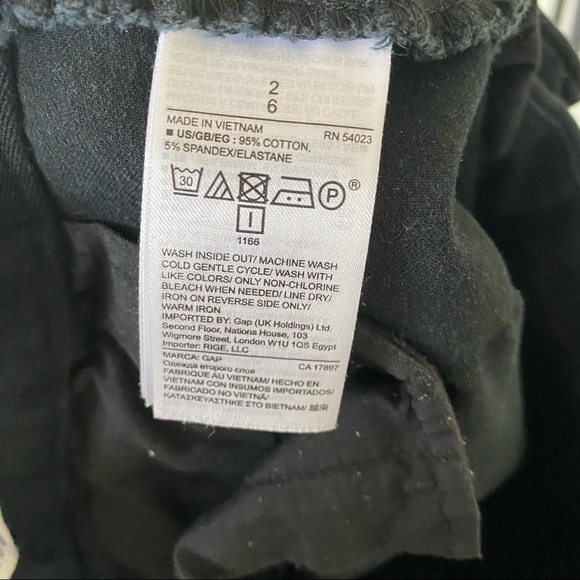 2
6
MADE IN VIETNAM RN 54023
■ US/GB/EG : 95% COTTON,
5% SPANDEX/ELASTANE
30 P ®
1166
WASH INSIDE OUT/ MACHINE WASH
COLD GENTLE CYCLE/ WASH WITH
LIKE COLORS/ ONLY NON-CHLORINE
BLEACH WHEN NEEDED/ LINE DRY/
IRON ON REVERSE SIDE ONLY/
WARM IRON
IMPORTED BY: Gap (UK Holdings) Ltd.
Second Floor, Nations House, 103
Wigmore Street, London W1U 1QS Egypt
Importer: RIGE, LLC
MARCA: GAP CA 17897
Одежда второго слоя
FABRIQUE AU VIETNAM/ HECHO EN
VIETNAM CON INSUMOS IMPORTADOS/
FABRICADO NO VIETNÃ/
ΚΑΤΑΣΚΕΥΑΣΤΗΚΕ ΣΤΟ ΒΙΕΤΝΑΜ/ 越南